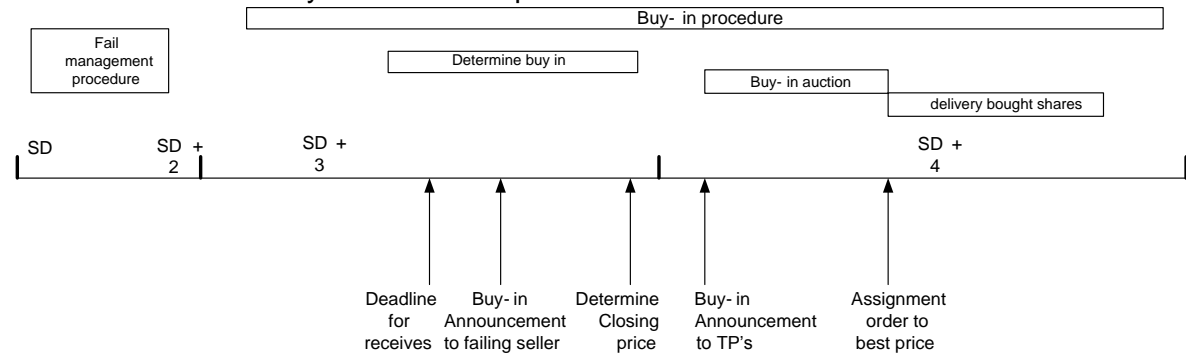 Buy- in procedure
Fail
management
procedure
Determine buy in
Buy- in auction
delivery bought shares
SD
SD +
2
SD +
3
SD +
4
Deadline
for
receives
Buy- in
Announcement
to failing seller
Determine
Closing
price
Buy- in
Announcement
to TP's
Assignment
order to
best price